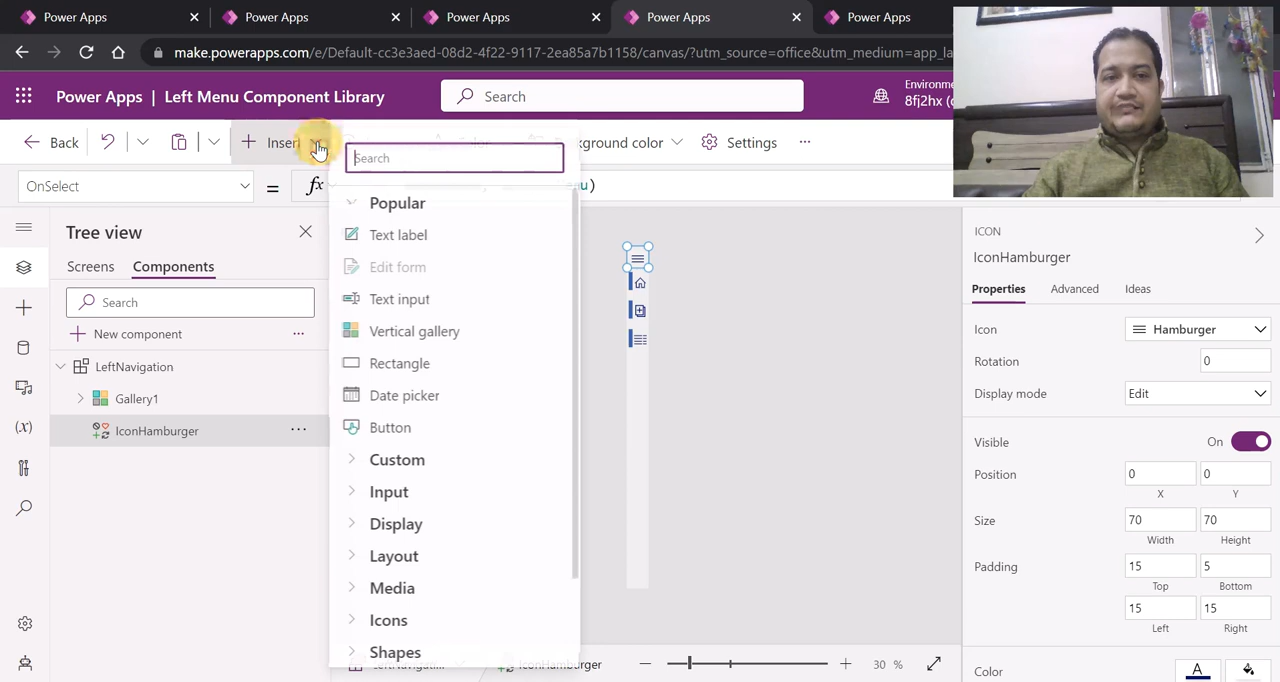 Power Apps
Power Apps
Power Apps
Power Apps
Power Apps
make.powerapps.com/e/Default-cc3e3aed-08d2-4f22-9117-2ea85a7b1158/canvas/?utm_source=office&utm_medium=app_la
Power Apps | Left Menu Component Library
Search
Environme
8fj2hx (
Back
Insert
kground color
Settings
OnSelect
=
fx
u)
Search
Popular
Text label
Edit form
Text input
Vertical gallery
Rectangle
Date picker
Button
Custom
Input
Display
Layout
Media
Icons
Shapes
Tree view
Screens
Components
Search
New component
LeftNavigation
Gallery1
IconHamburger
ICON
IconHamburger
Properties
Advanced
Ideas
Icon
Hamburger
Rotation
0
Display mode
Edit
Visible
On
Position
0
0
X
Y
Size
70
70
Width
Height
Padding
15
5
Top
Bottom
15
15
Left
Right
Color
A
LeftNavigati...
IconHamburger
30 %